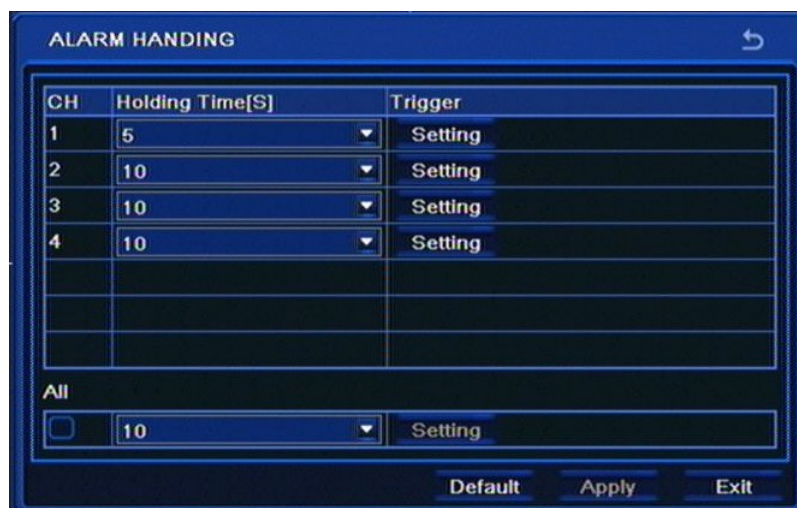 ALARM HANDING
CH Holding Time[S] Trigger
1 5 Setting
2 10 Setting
3 10 Setting
4 10 Setting
All
10 Setting
Default Apply Exit